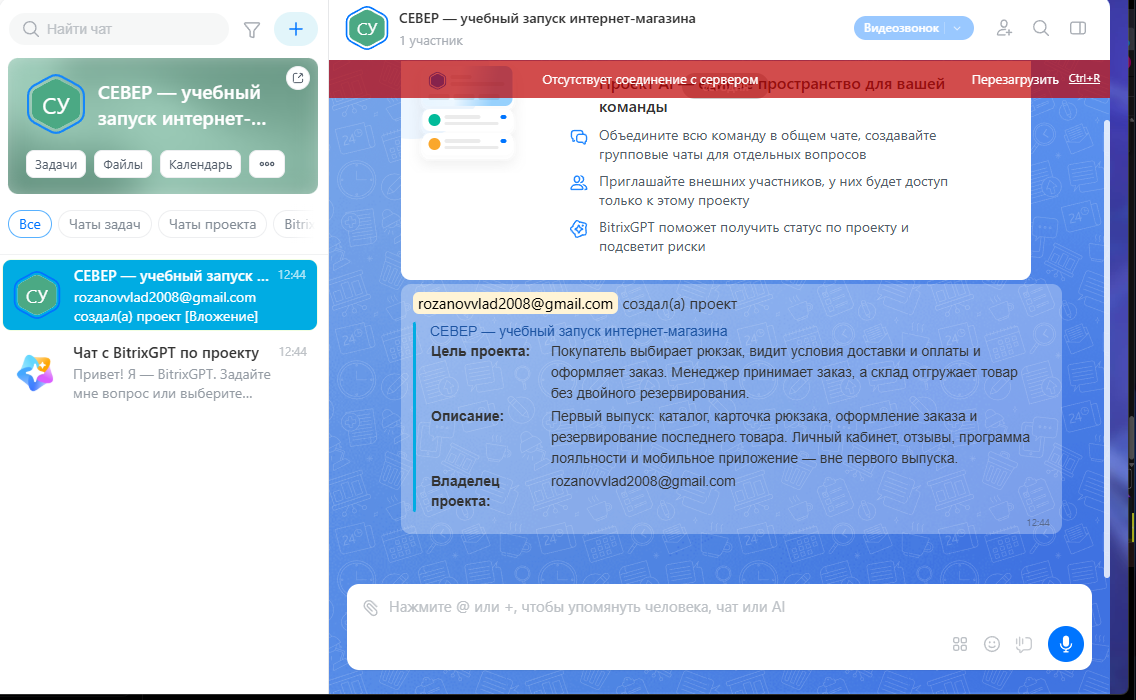 Найти чат
СУ
СЕВЕР — учебный
запуск интернет-...
Задачи
Файлы
Календарь
Все
Чаты задач
Чаты проекта
Bitri
СУ
СЕВЕР — учебный запуск ...
12:44
rozanovvlad2008@gmail.com
создал(а) проект [Вложение]
Чат с BitrixGPT по проекту
12:44
Привет! Я — BitrixGPT. Задайте
мне вопрос или выберите...
СУ
СЕВЕР — учебный запуск интернет-магазина
1 участник
Видеозвонок
Отсутствует соединение с сервером
Перезагрузить Ctrl+R
пространство для вашей
команды
Объедините всю команду в общем чате, создавайте
групповые чаты для отдельных вопросов
Приглашайте внешних участников, у них будет доступ
только к этому проекту
BitrixGPT поможет получить статус по проекту и
подсветит риски
rozanovvlad2008@gmail.com создал(а) проект
СЕВЕР — учебный запуск интернет-магазина
Цель проекта: Покупатель выбирает рюкзак, видит условия доставки и оплаты и
оформляет заказ. Менеджер принимает заказ, а склад отгружает товар
без двойного резервирования.
Описание: Первый выпуск: каталог, карточка рюкзака, оформление заказа и
резервирование последнего товара. Личный кабинет, отзывы, программа
лояльности и мобильное приложение — вне первого выпуска.
Владелец rozanovvlad2008@gmail.com
проекта:
12:44
Нажмите @ или +, чтобы упомянуть человека, чат или AI